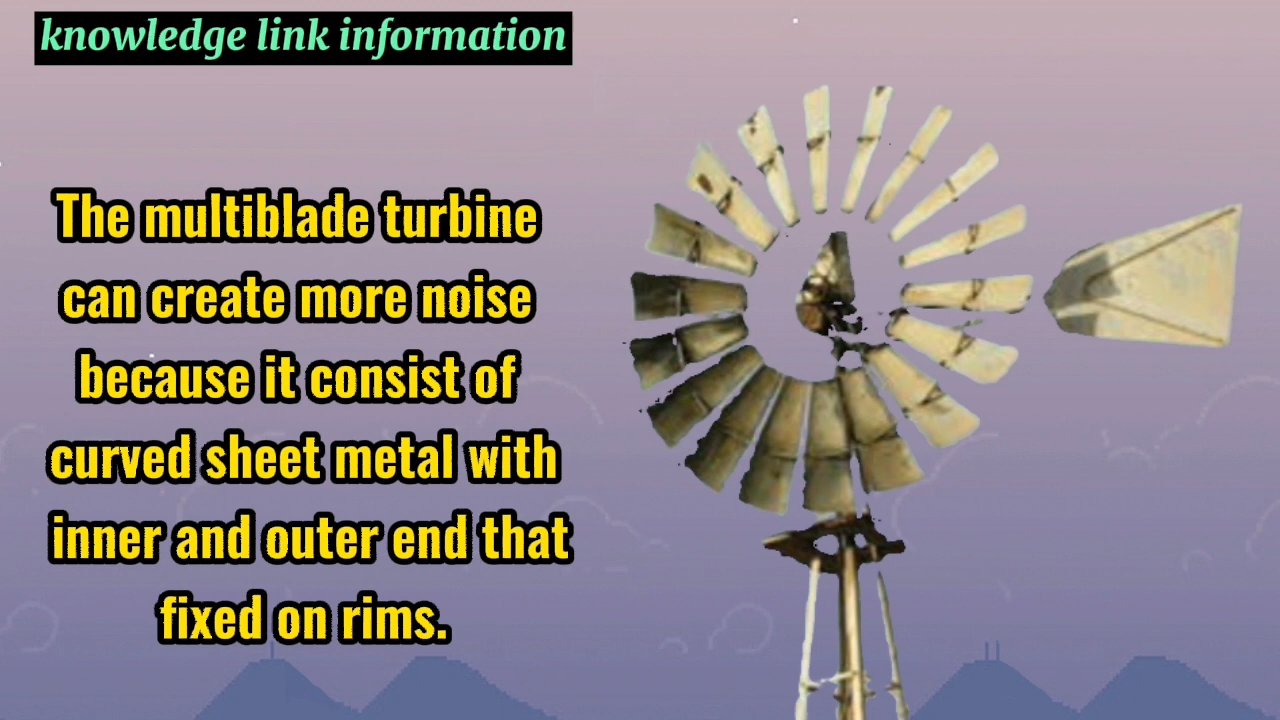 knowledge link information
The multiblade turbine
can create more noise
because it consist of
curved sheet metal with
inner and outer end that
fixed on rims.